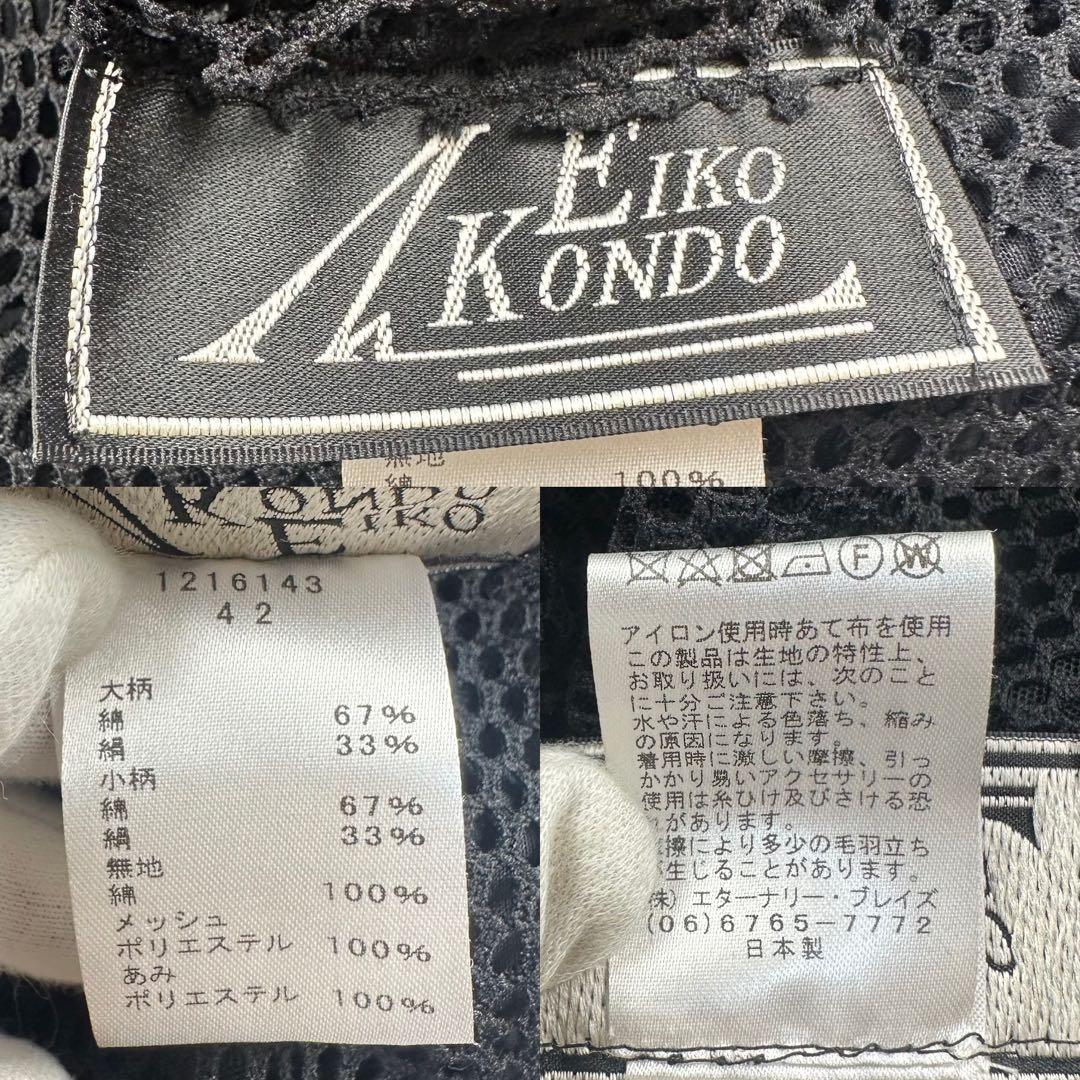 EIKO
KONDO
無地
綿 100%
KONDO
EIKO
1216143
42
大柄
綿 67%
絹 33%
小柄
綿 67%
絹 33%
無地
綿 100%
メッシュ
ポリエステル 100%
あみ
ポリエステル 100%
F W
アイロン使用時あて布を使用
この製品は生地の特性上、
お取り扱いには、次のこと
に十分ご注意下さい。
水や汗による色落ち、縮み
の原因になります。
着用時に激しい摩擦、引っ
かかり易いアクセサリーの
使用は糸ひけ及びさける恐
があります。
擦により多少の毛羽立ち
が生じることがあります。
株) エターナリー・ブレイズ
(06)6765-7772
日本製